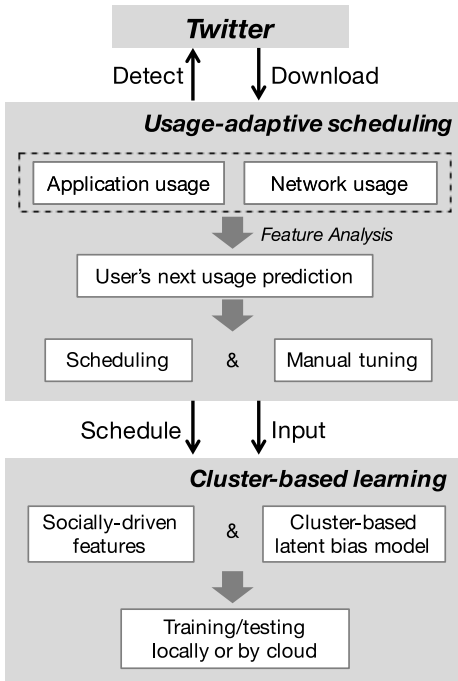 Twitter
Detect
Download
Usage-adaptive scheduling
Application usage
Network usage
Feature Analysis
User's next usage prediction
Scheduling
&
Manual tuning
Schedule
Input
Cluster-based learning
Socially-driven
features
&
Cluster-based
latent bias model
Training/testing
locally or by cloud